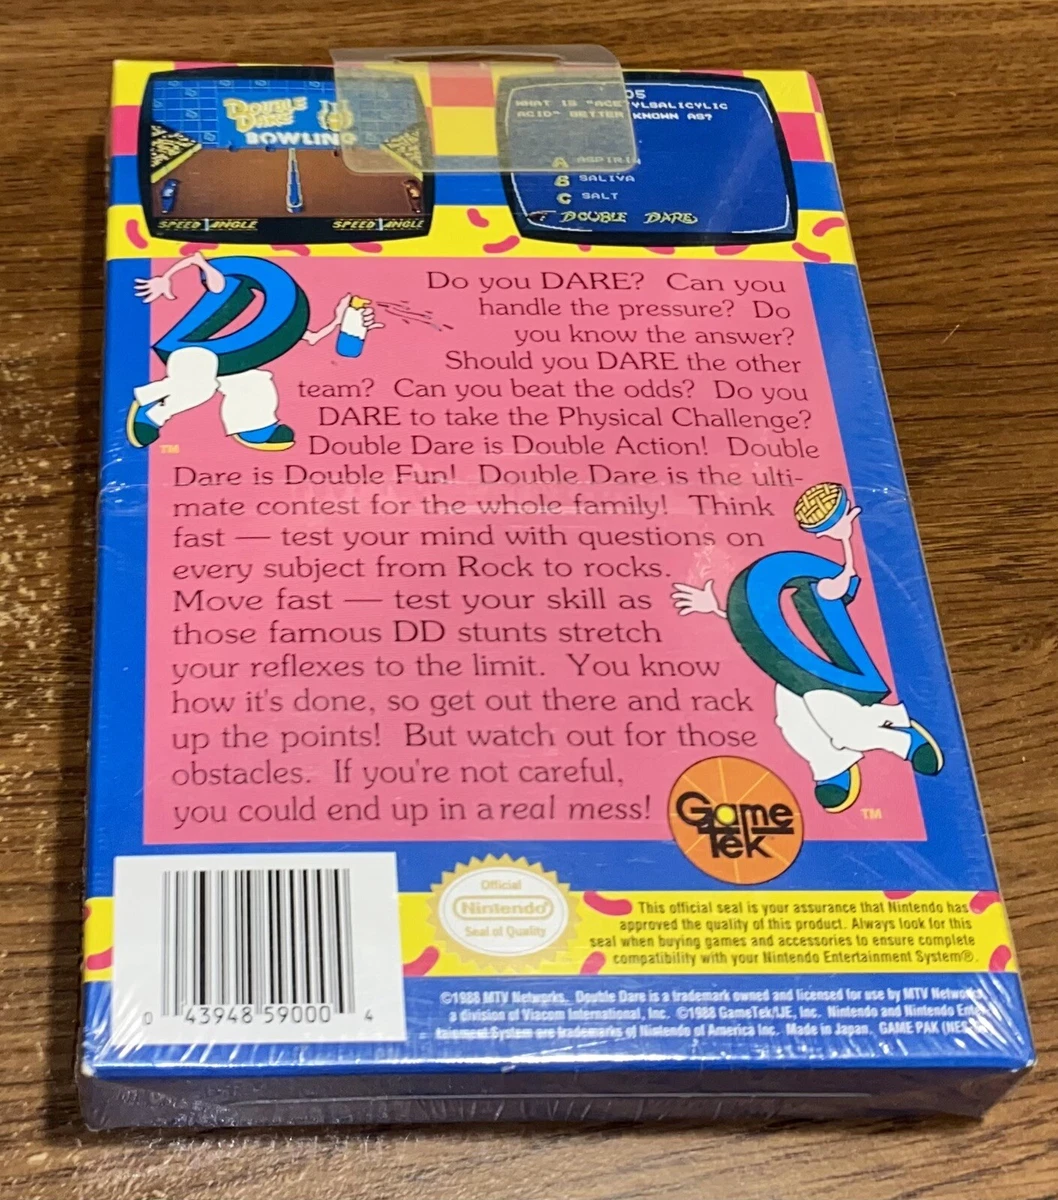 DOUBLE
DARE
BOWLING
SPEED ANGLE
SPEED ANGLE
05
WHAT IS "ACETYLSALICYLIC
ACID" BETTER KNOWN AS?
A ASPIRIN
B SALIVA
C SALT
DOUBLE DARE
Do you DARE? Can you
handle the pressure? Do
you know the answer?
Should you DARE the other
team? Can you beat the odds? Do you
DARE to take the Physical Challenge?
Double Dare is Double Action! Double
Dare is Double Fun! Double Dare is the ulti-
mate contest for the whole family! Think
fast — test your mind with questions on
every subject from Rock to rocks.
Move fast — test your skill as
those famous DD stunts stretch
your reflexes to the limit. You know
how it's done, so get out there and rack
up the points! But watch out for those
obstacles. If you're not careful,
you could end up in a real mess!
TM
TM
Game
Tek
Official
Nintendo
Seal of Quality
This official seal is your assurance that Nintendo has
approved the quality of this product. Always look for this
seal when buying games and accessories to ensure complete
compatibility with your Nintendo Entertainment System®.
©1988 MTV Networks. Double Dare is a trademark owned and licensed for use by MTV Networks,
a division of Viacom International, Inc. ©1988 GameTek/IJE, Inc. Nintendo and Nintendo Enter-
tainment System are trademarks of Nintendo of America Inc. Made in Japan. GAME PAK (NES-
0 43948 59000 4